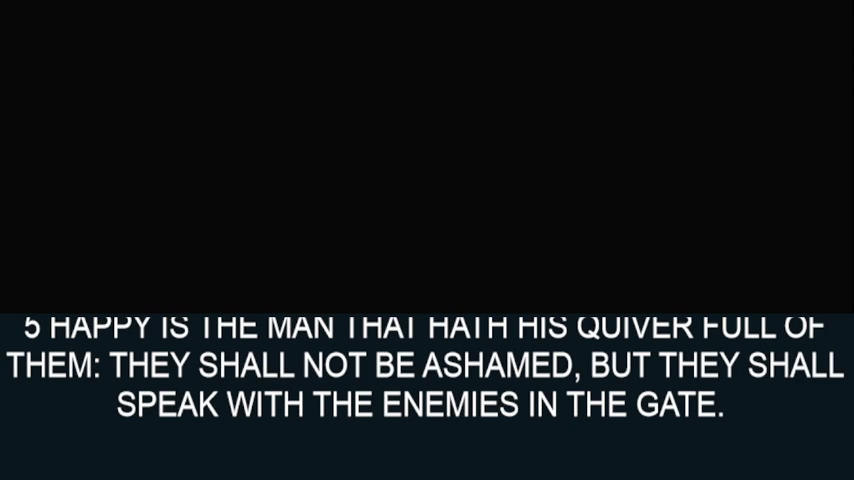 5 HAPPY IS THE MAN THAT HATH HIS QUIVER FULL OF
THEM: THEY SHALL NOT BE ASHAMED, BUT THEY SHALL
SPEAK WITH THE ENEMIES IN THE GATE.